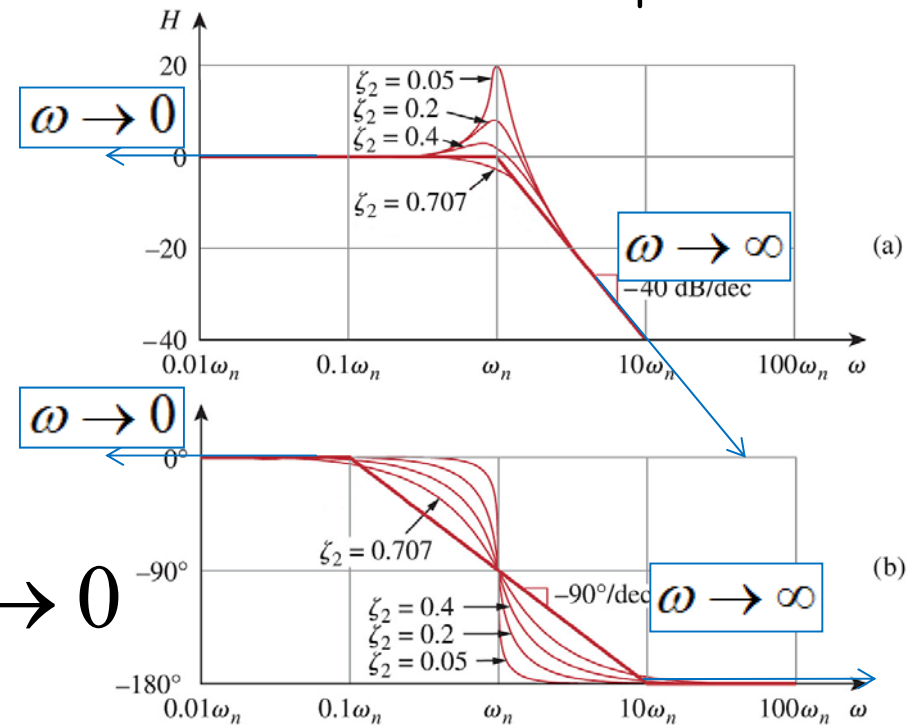 H
20
ζ₂ = 0.05
ζ₂ = 0.2
ω → 0
ζ₂ = 0.4
0
ζ₂ = 0.707
ω → ∞
−20
(a)
−40 dB/dec
−40
0.01ωₙ 0.1ωₙ ωₙ 10ωₙ 100ωₙ ω
ω → 0
0°
ζ₂ = 0.707
−90°
(b)
→ 0
−90°/dec
ω → ∞
ζ₂ = 0.4
ζ₂ = 0.2
ζ₂ = 0.05
−180°
0.01ωₙ 0.1ωₙ ωₙ 10ωₙ 100ωₙ ω